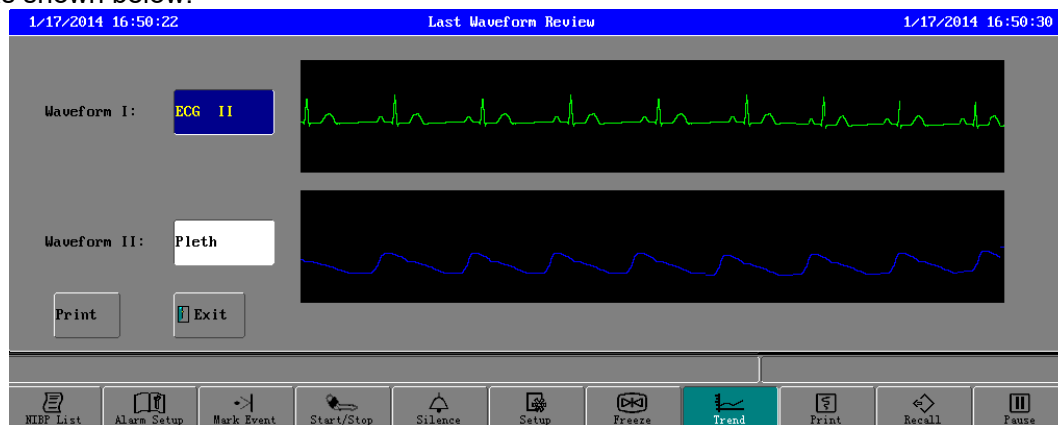 s shown below:
1/17/2014 16:50:22 Last Waveform Review 1/17/2014 16:50:30
Waveform I: ECG II
Waveform II: Pleth
Print Exit
NIBP List Alarm Setup Mark Event Start/Stop Silence Setup Freeze Trend Print Recall Pause